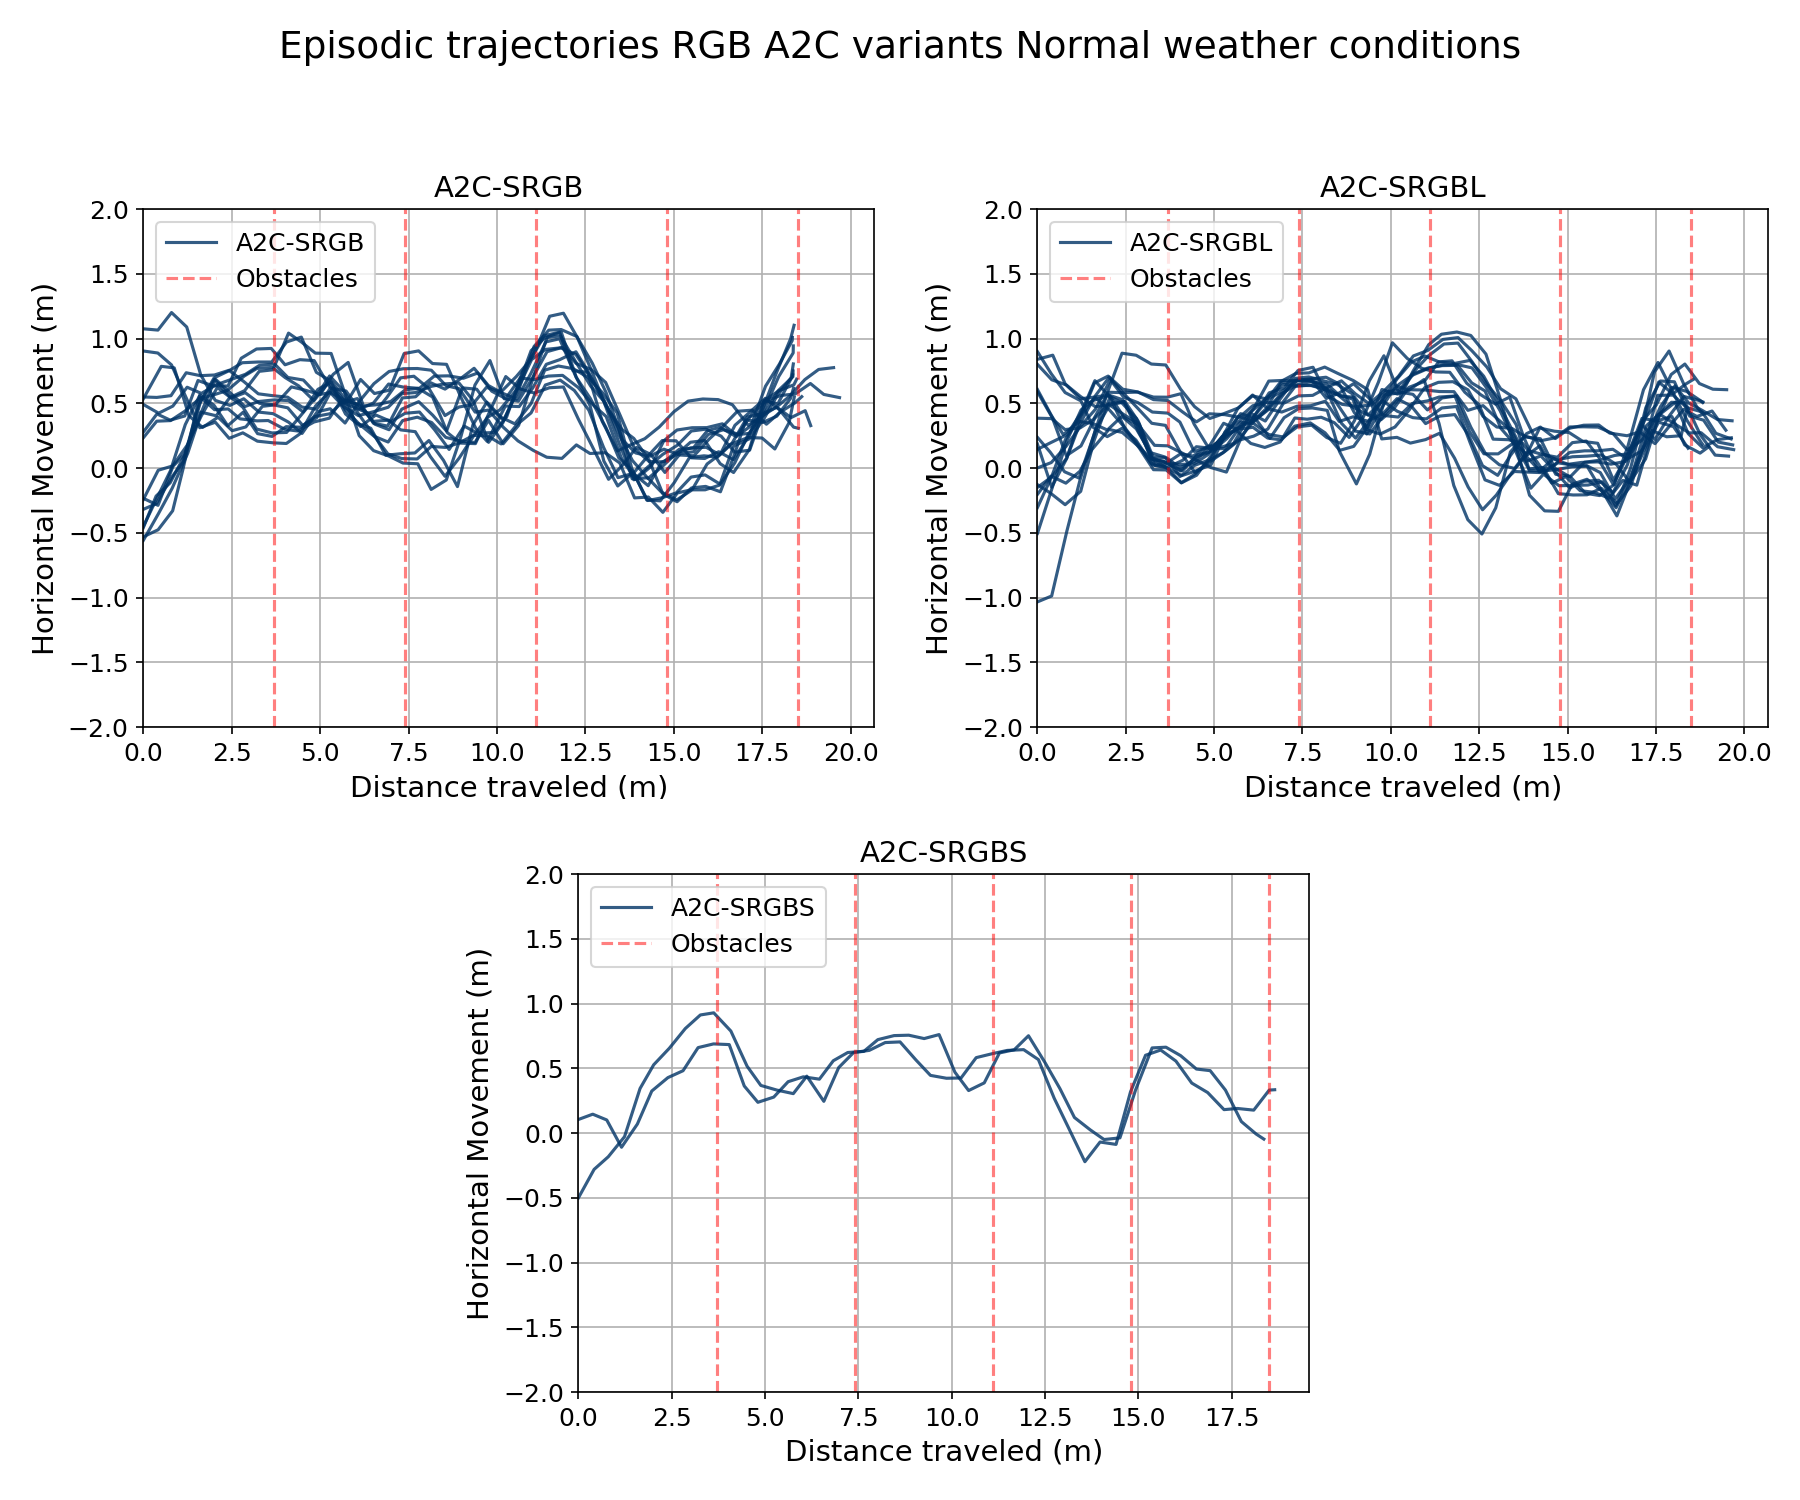 Episodic trajectories RGB A2C variants Normal weather conditions
A2C-SRGB
A2C-SRGB
Obstacles
2.0
1.5
1.0
0.5
0.0
−0.5
−1.0
−1.5
−2.0
Horizontal Movement (m)
0.0 2.5 5.0 7.5 10.0 12.5 15.0 17.5 20.0
Distance traveled (m)
A2C-SRGBL
A2C-SRGBL
Obstacles
2.0
1.5
1.0
0.5
0.0
−0.5
−1.0
−1.5
−2.0
Horizontal Movement (m)
0.0 2.5 5.0 7.5 10.0 12.5 15.0 17.5 20.0
Distance traveled (m)
A2C-SRGBS
A2C-SRGBS
Obstacles
2.0
1.5
1.0
0.5
0.0
−0.5
−1.0
−1.5
−2.0
Horizontal Movement (m)
0.0 2.5 5.0 7.5 10.0 12.5 15.0 17.5
Distance traveled (m)